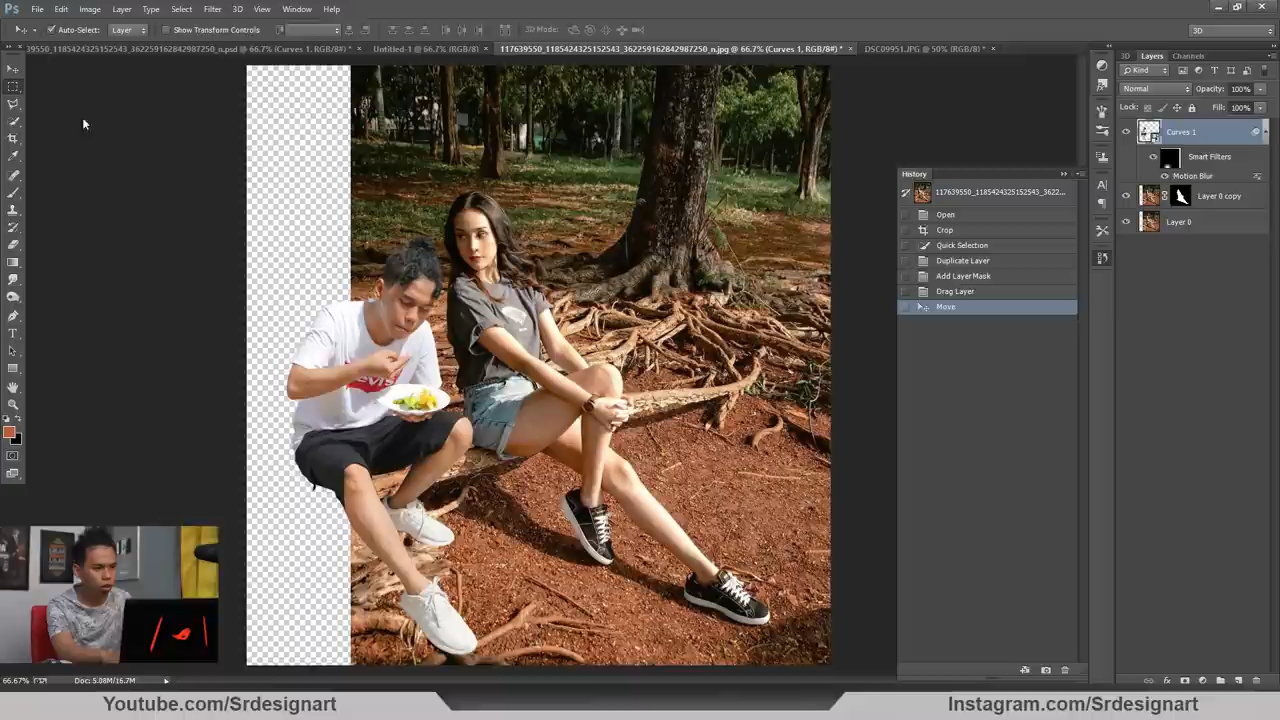 Ps File Edit Image Layer Type Select Filter 3D View Window Help
Auto-Select: Layer Show Transform Controls 3D Mode: 3D
39550_1185424325152543_362259162842987250_n.psd @ 66.7% (Curves 1, RGB/8#) * × Untitled-1 @ 66.7% (RGB/8) × 117639550_1185424325152543_362259162842987250_n.jpg @ 66.7% (Curves 1, RGB/8#) * × DSC09951.JPG @ 50% (RGB/8*) ×
3D Layers Channels
Kind
Normal Opacity: 100%
Lock: Fill: 100%
Curves 1
Smart Filters
Motion Blur
Layer 0 copy
Layer 0
History
117639550_1185424325152543_3622...
Open
Crop
Quick Selection
Duplicate Layer
Add Layer Mask
Drag Layer
Move
66.67% Doc: 5.08M/16.7M
Youtube.com/Srdesignart
Instagram.com/Srdesignart